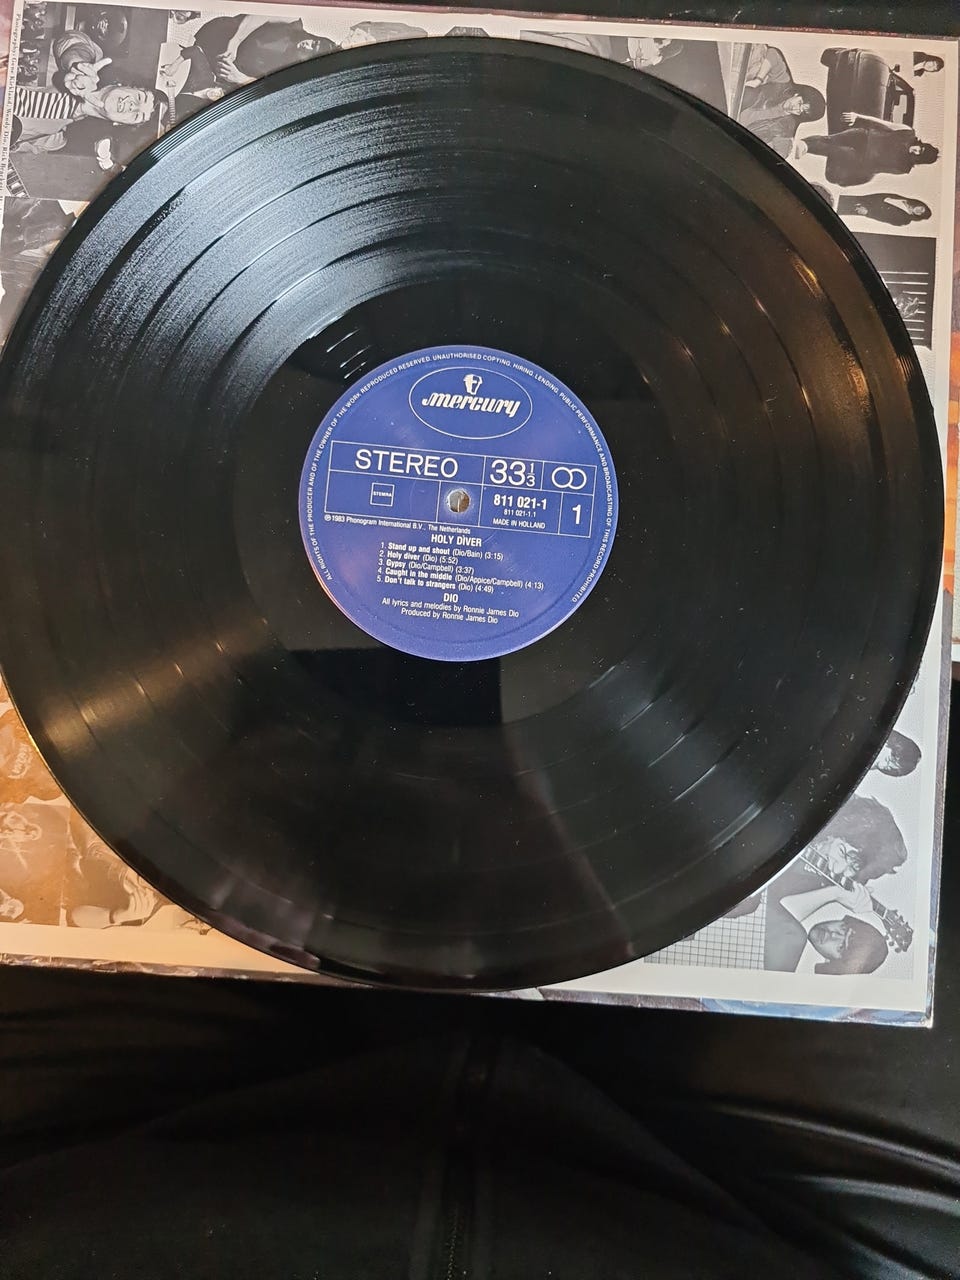 Mercury
STEREO 33 1/3
STEMRA 811 021-1
811 021-1.1
MADE IN HOLLAND 1
℗ 1983 Phonogram International B.V., The Netherlands
HOLY DIVER
1. Stand up and shout (Dio/Bain) (3:15)
2. Holy diver (Dio) (5:52)
3. Gypsy (Dio/Campbell) (3:37)
4. Caught in the middle (Dio/Appice/Campbell) (4:13)
5. Don't talk to strangers (Dio) (4:49)
DIO
All lyrics and melodies by Ronnie James Dio
Produced by Ronnie James Dio
ALL RIGHTS OF THE PRODUCER AND OF THE OWNER OF THE WORK REPRODUCED RESERVED. UNAUTHORISED COPYING, HIRING, LENDING, PUBLIC PERFORMANCE AND BROADCASTING OF THIS RECORD PROHIBITED